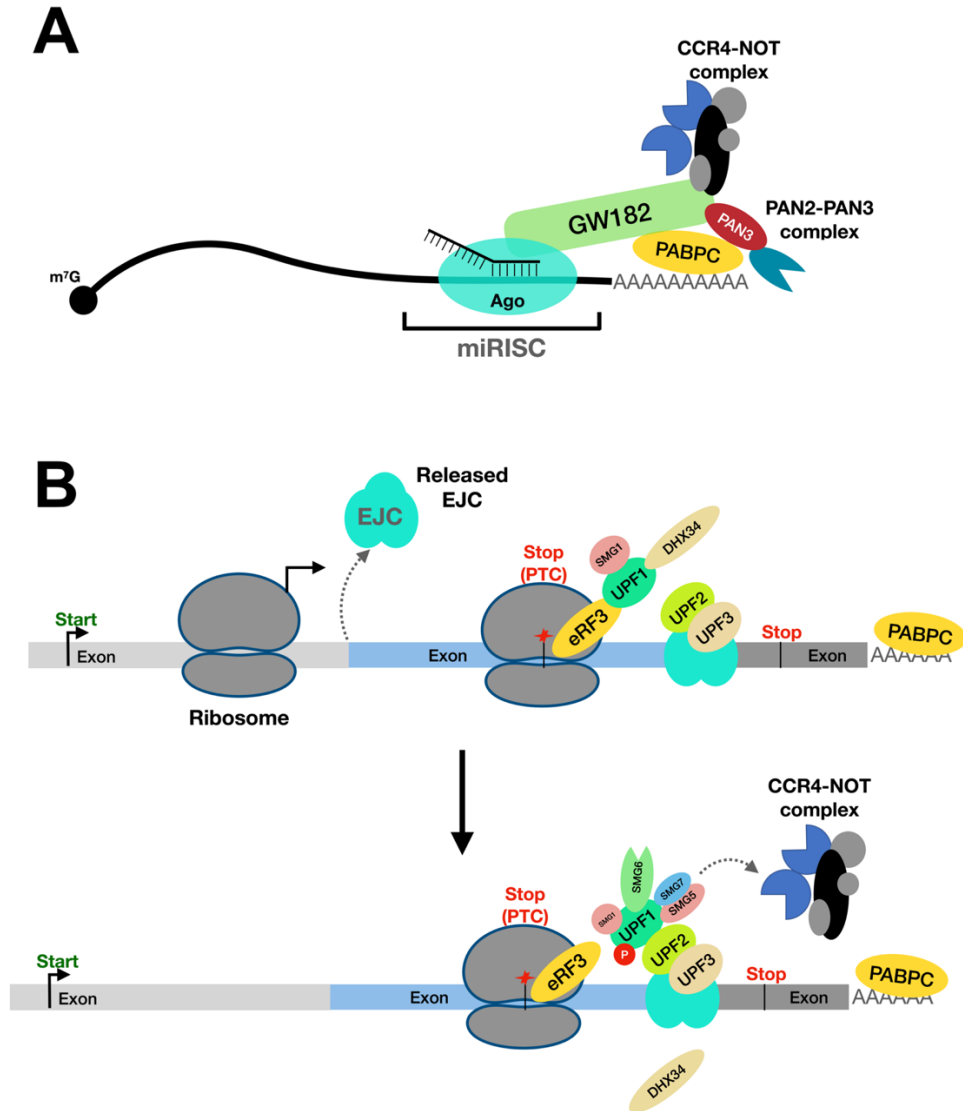 A
CCR4-NOT
complex
GW182
PAN3
PAN2-PAN3
complex
PABPC
m⁷G
AAAAAAAAAA
Ago
miRISC
B
Released
EJC
EJC
DHX34
SMG1
Stop
(PTC)
UPF1
UPF2
eRF3
UPF3
Start
Stop
PABPC
Exon
Exon
Exon
AAAAAA
Ribosome
CCR4-NOT
complex
SMG6
SMG7
Stop
(PTC)
SMG1
SMG5
UPF1
UPF2
P
eRF3
UPF3
Start
Stop
PABPC
Exon
Exon
Exon
AAAAAA
DHX34